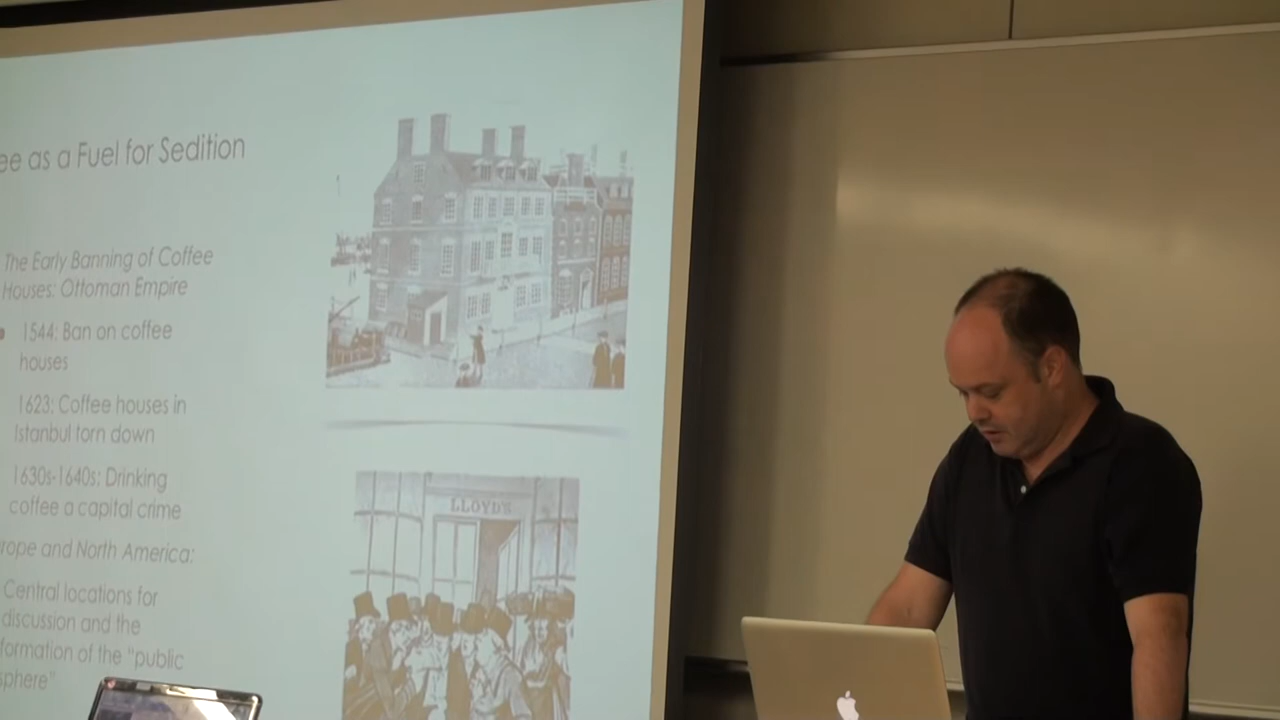 ee as a Fuel for Sedition
The Early Banning of Coffee
Houses: Ottoman Empire
1544: Ban on coffee
houses
1623: Coffee houses in
Istanbul torn down
1630s-1640s: Drinking
coffee a capital crime
rope and North America:
Central locations for
discussion and the
formation of the "public
sphere"
LLOYD'S